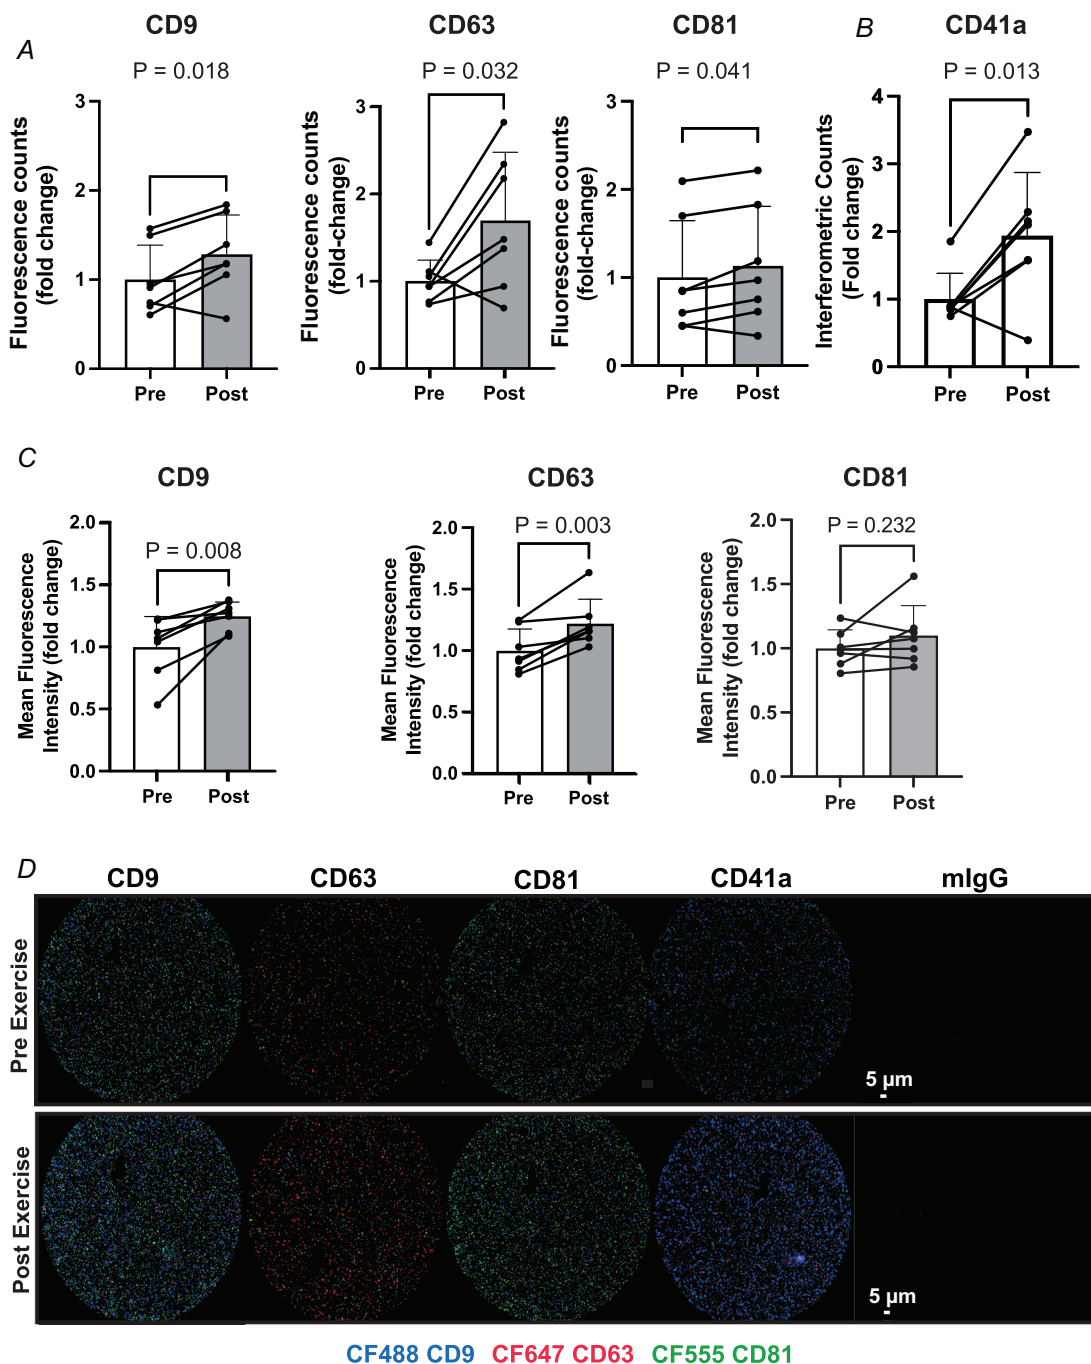 A
CD9
P = 0.018
Fluorescence counts
(fold change)
3
2
1
0
Pre
Post
CD63
P = 0.032
Fluorescence counts
(fold-change)
3
2
1
0
Pre
Post
CD81
P = 0.041
Fluorescence counts
(fold-change)
3
2
1
0
Pre
Post
B
CD41a
P = 0.013
Interferometric Counts
(Fold change)
4
3
2
1
0
Pre
Post
C
CD9
P = 0.008
Mean Fluorescence
Intensity (fold change)
2.0
1.5
1.0
0.5
0.0
Pre
Post
CD63
P = 0.003
Mean Fluorescence
Intensity (fold change)
2.0
1.5
1.0
0.5
0.0
Pre
Post
CD81
P = 0.232
Mean Fluorescence
Intensity (fold change)
2.0
1.5
1.0
0.5
0.0
Pre
Post
D
CD9 CD63 CD81 CD41a mIgG
Pre Exercise
5 µm
Post Exercise
5 µm
CF488 CD9 CF647 CD63 CF555 CD81